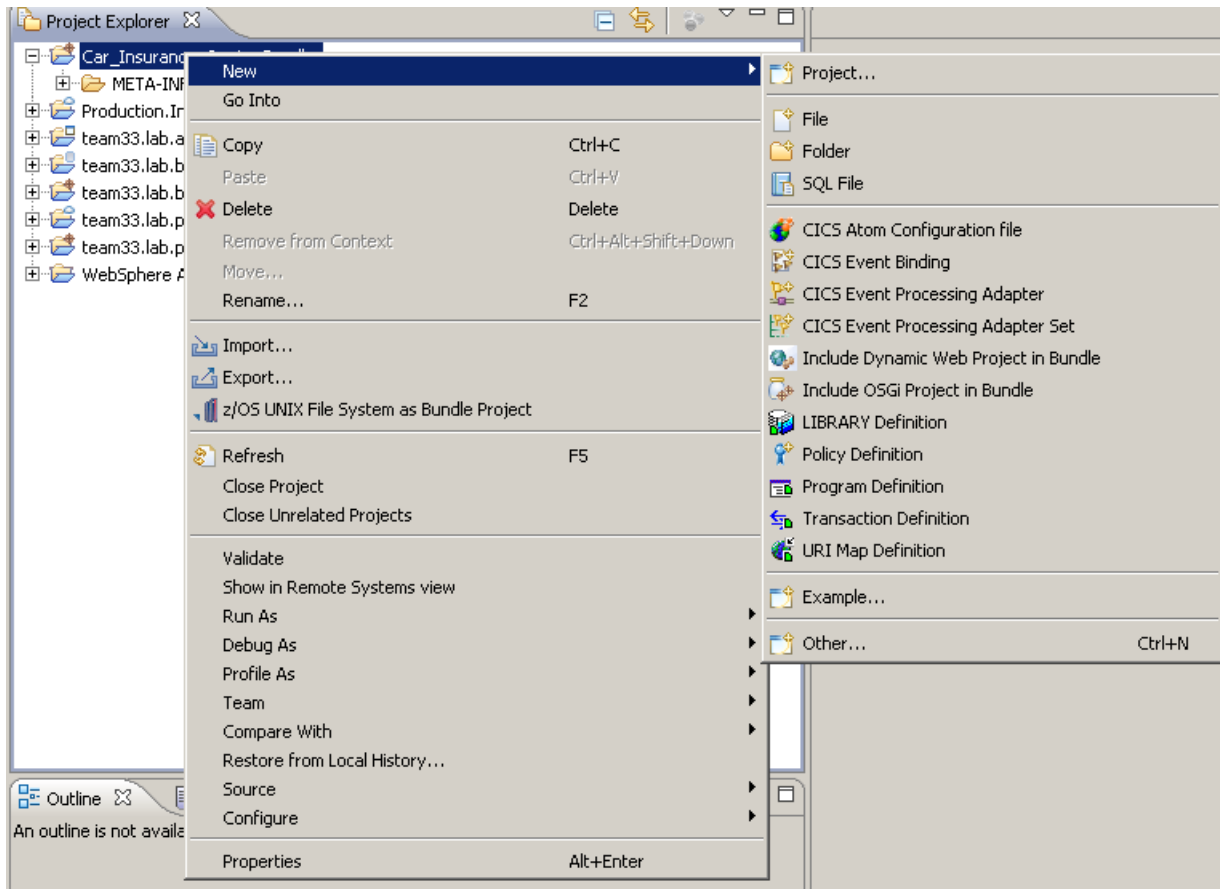 Project Explorer
Car_Insuranc
META-INF
Production.In
team33.lab.a
team33.lab.b
team33.lab.b
team33.lab.p
team33.lab.p
WebSphere A
New
Go Into
Copy Ctrl+C
Paste Ctrl+V
Delete Delete
Remove from Context Ctrl+Alt+Shift+Down
Move...
Rename... F2
Import...
Export...
z/OS UNIX File System as Bundle Project
Refresh F5
Close Project
Close Unrelated Projects
Validate
Show in Remote Systems view
Run As
Debug As
Profile As
Team
Compare With
Restore from Local History...
Source
Configure
Properties Alt+Enter
Project...
File
Folder
SQL File
CICS Atom Configuration file
CICS Event Binding
CICS Event Processing Adapter
CICS Event Processing Adapter Set
Include Dynamic Web Project in Bundle
Include OSGi Project in Bundle
LIBRARY Definition
Policy Definition
Program Definition
Transaction Definition
URI Map Definition
Example...
Other... Ctrl+N
Outline
An outline is not availa